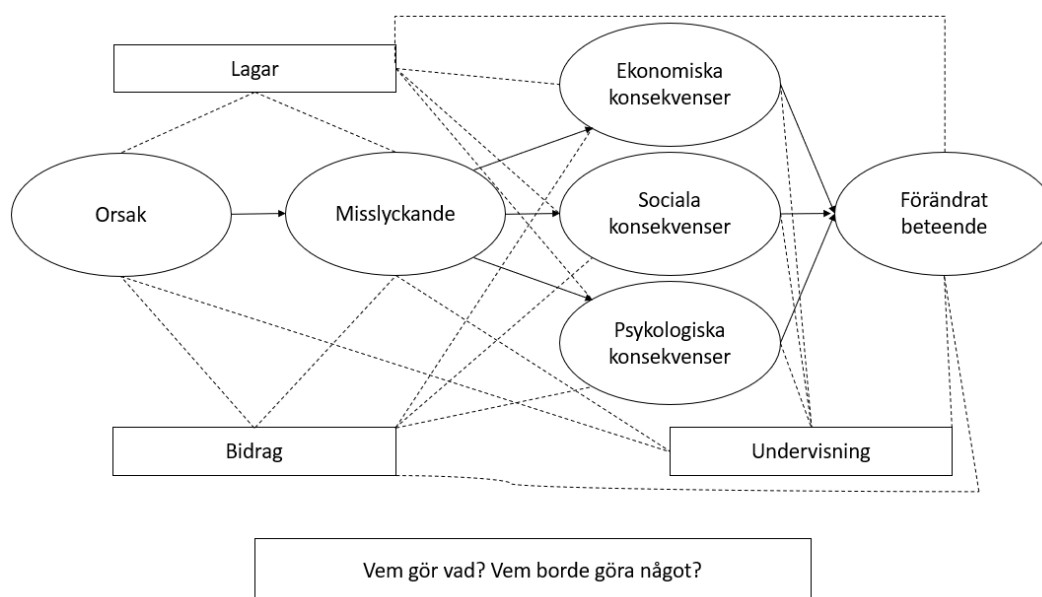 Lagar
Ekonomiska
konsekvenser
Orsak
Misslyckande
Sociala
konsekvenser
Förändrat
beteende
Psykologiska
konsekvenser
Bidrag
Undervisning
Vem gör vad? Vem borde göra något?